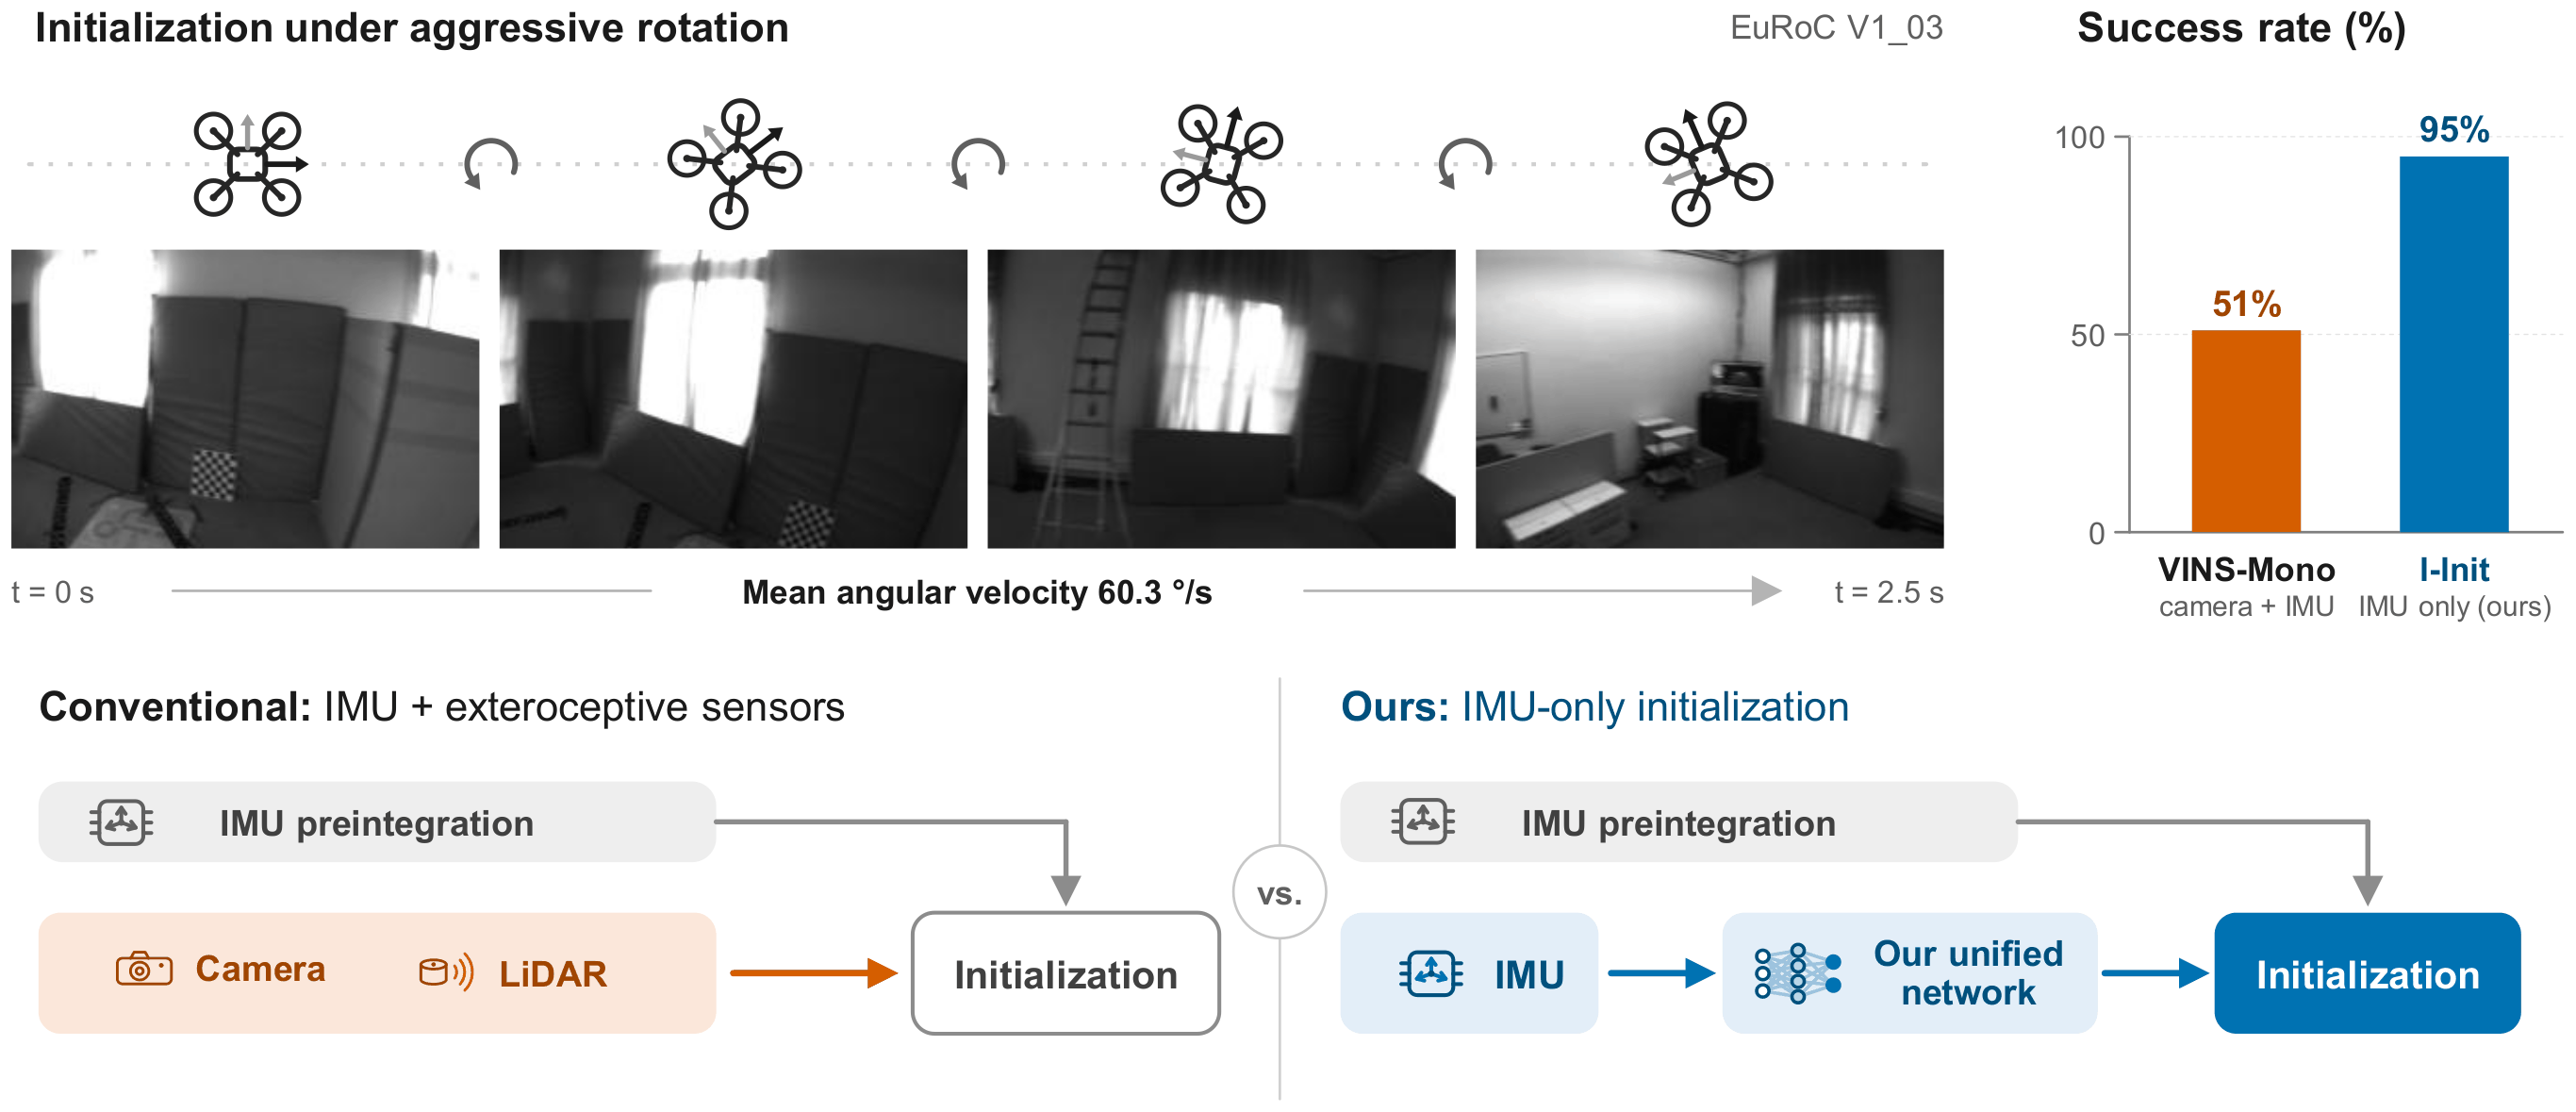 Initialization under aggressive rotation
EuRoC V1_03
t = 0 s
Mean angular velocity 60.3 °/s
t = 2.5 s
Success rate (%)
100
50
0
51%
95%
VINS-Mono
camera + IMU
I-Init
IMU only (ours)
Conventional: IMU + exteroceptive sensors
IMU preintegration
Camera
LiDAR
Initialization
vs.
Ours: IMU-only initialization
IMU preintegration
IMU
Our unified
network
Initialization